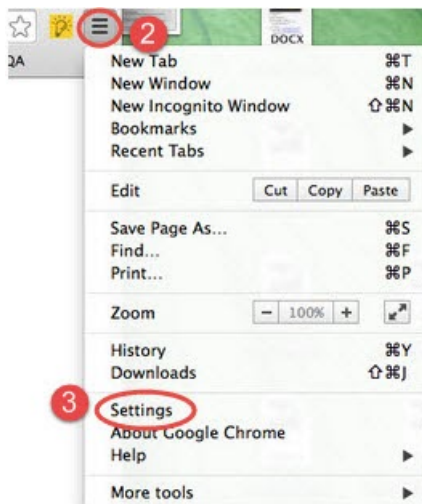 2
DOCX
QA
New Tab ⌘T
New Window ⌘N
New Incognito Window ⇧⌘N
Bookmarks ▶
Recent Tabs ▶
Edit Cut Copy Paste
Save Page As... ⌘S
Find... ⌘F
Print... ⌘P
Zoom − 100% +
History ⌘Y
Downloads ⇧⌘J
3 Settings
About Google Chrome
Help ▶
More tools ▶